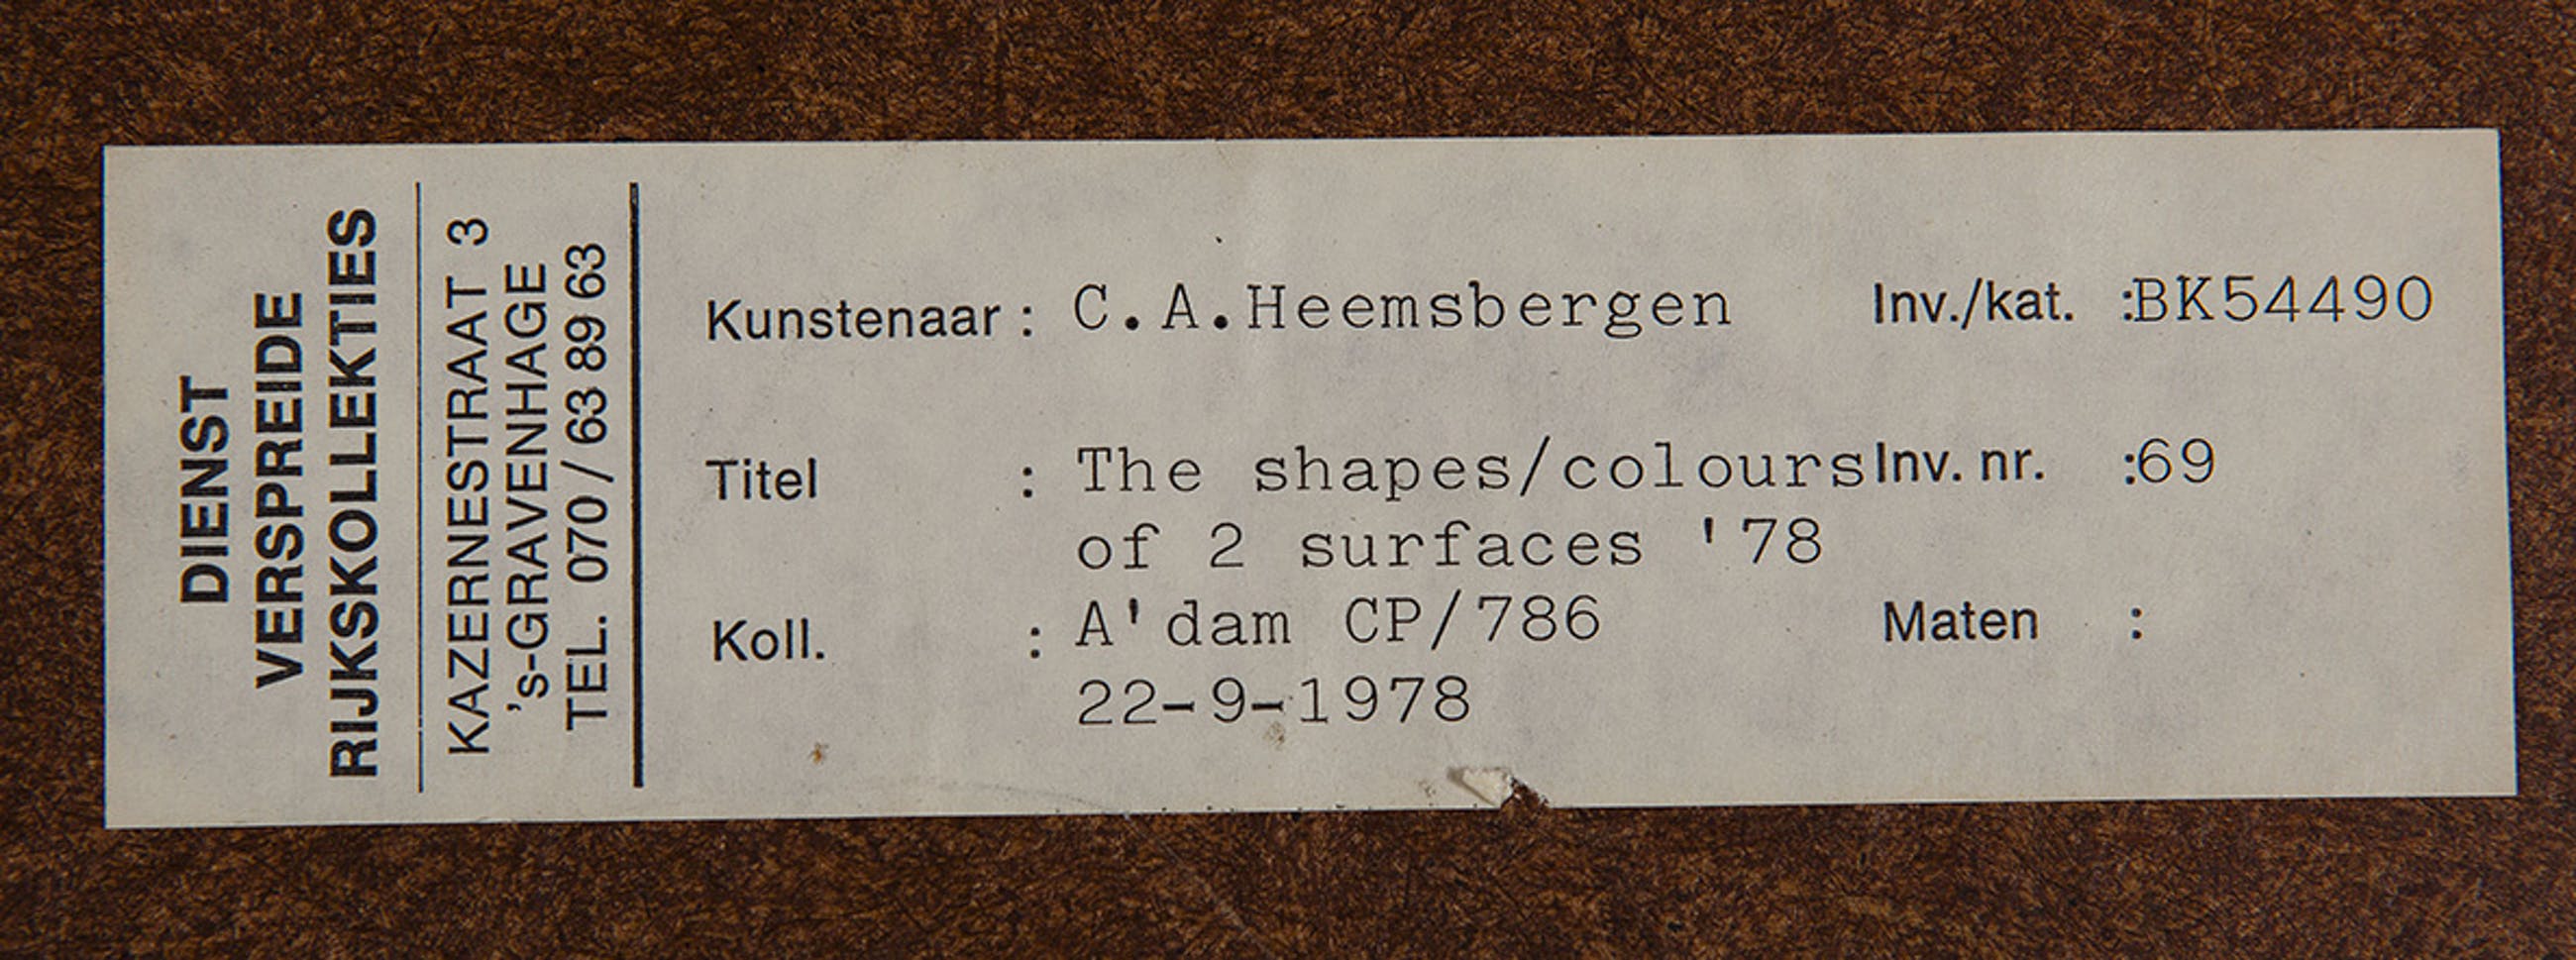 DIENST
VERSPREIDE
RIJKSKOLLEKTIES
KAZERNESTRAAT 3
's-GRAVENHAGE
TEL. 070/63 89 63
Kunstenaar : C.A.Heemsbergen Inv./kat. :BK54490
Titel : The shapes/colours Inv. nr. :69
of 2 surfaces '78
Koll. : A'dam CP/786 Maten :
22-9-1978